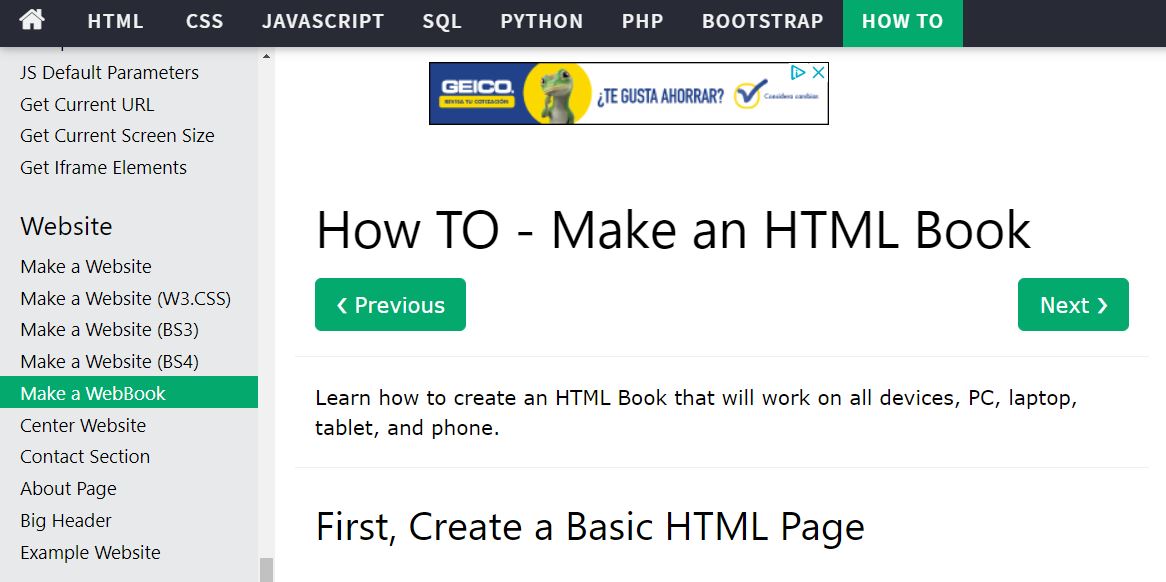 HTML CSS JAVASCRIPT SQL PYTHON PHP BOOTSTRAP HOW TO
JS Default Parameters
Get Current URL
Get Current Screen Size
Get Iframe Elements
Website
Make a Website
Make a Website (W3.CSS)
Make a Website (BS3)
Make a Website (BS4)
Make a WebBook
Center Website
Contact Section
About Page
Big Header
Example Website
GEICO.
REVISA TU COTIZACIÓN
¿TE GUSTA AHORRAR?
Considera cambiar.
How TO - Make an HTML Book
❮ Previous
Next ❯
Learn how to create an HTML Book that will work on all devices, PC, laptop,
tablet, and phone.
First, Create a Basic HTML Page